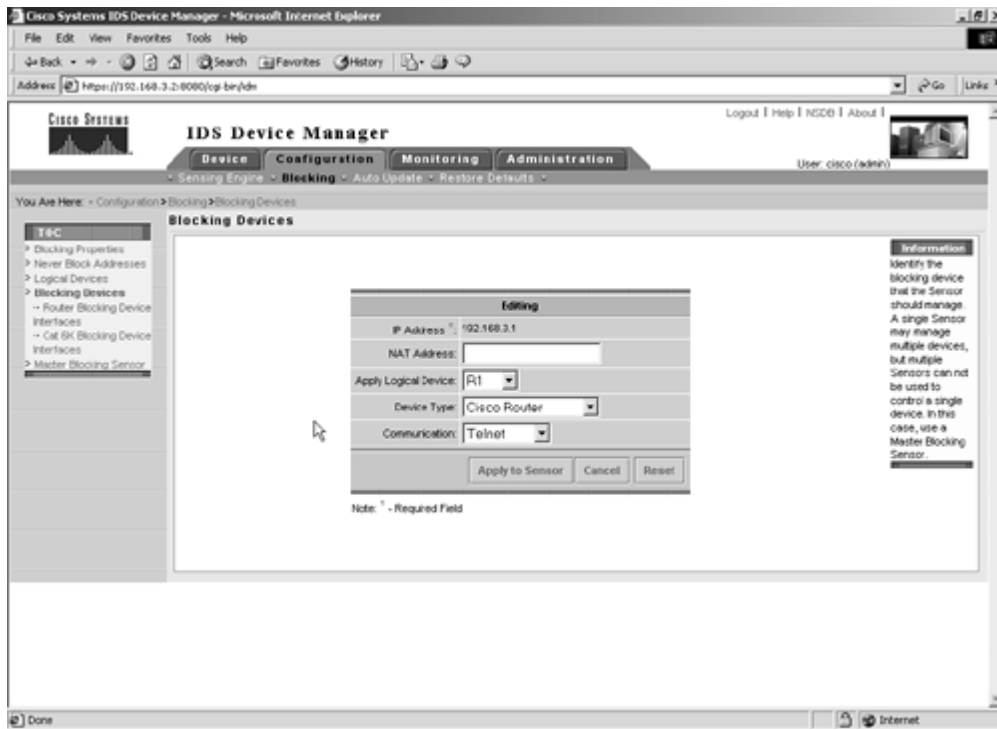 Cisco Systems IDS Device Manager - Microsoft Internet Explorer
File Edit View Favorites Tools Help
Back Search Favorites History
Address https://192.168.3.2:8080/cgi-bin/idm Go Links
Cisco Systems
IDS Device Manager
Logout | Help | NSDB | About |
Device Configuration Monitoring Administration
User: cisco (admin)
Sensing Engine Blocking Auto Update Restore Defaults
You Are Here: Configuration > Blocking > Blocking Devices
Blocking Devices
TOC
Blocking Properties
Never Block Addresses
Logical Devices
Blocking Devices
Router Blocking Device
Interfaces
Cat 6K Blocking Device
Interfaces
Master Blocking Sensor
Editing
IP Address *: 192.168.3.1
NAT Address:
Apply Logical Device: R1
Device Type: Cisco Router
Communication: Telnet
Apply to Sensor Cancel Reset
Note: * - Required Field
Information
Identify the
blocking device
that the Sensor
should manage.
A single Sensor
may manage
multiple devices,
but multiple
Sensors can not
be used to
control a single
device. In this
case, use a
Master Blocking
Sensor.
Done Internet